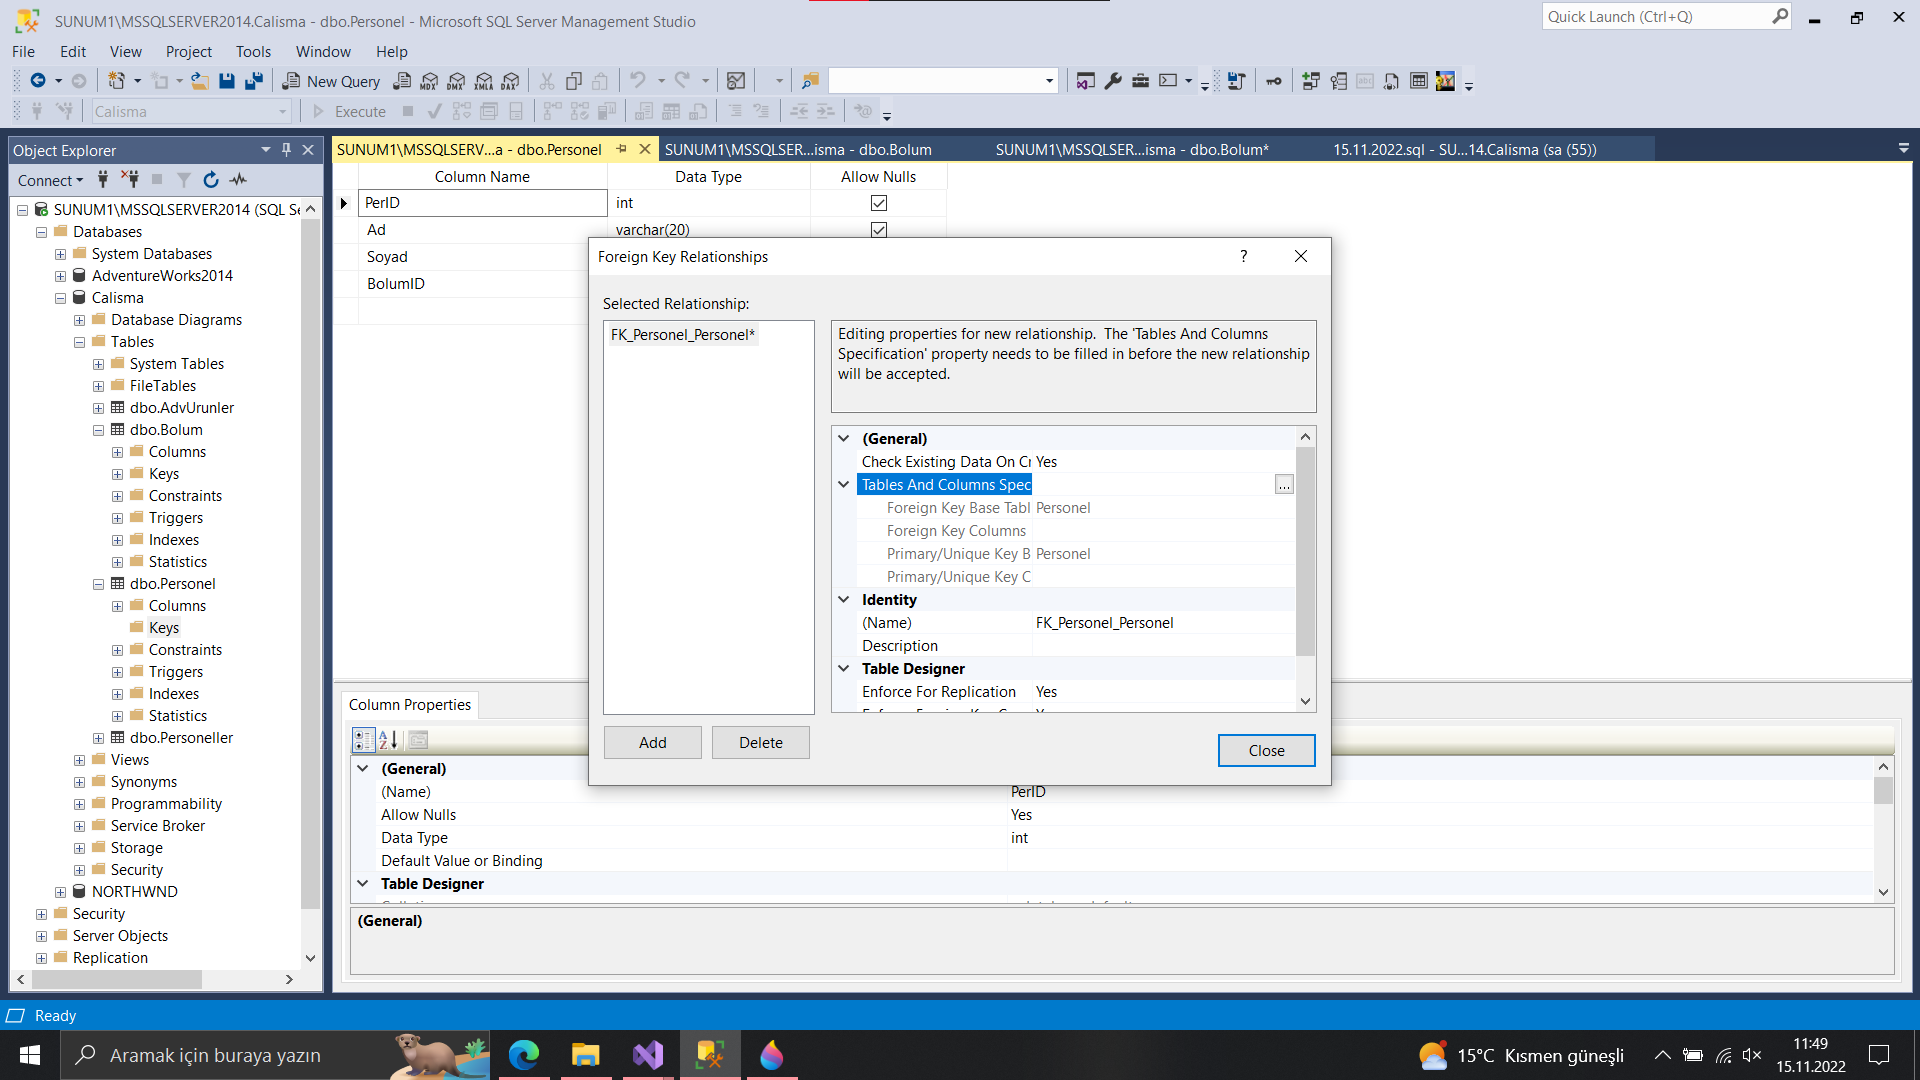 SUNUM1\MSSQLSERVER2014.Calisma - dbo.Personel - Microsoft SQL Server Management Studio
Quick Launch (Ctrl+Q)
File Edit View Project Tools Window Help
New Query MDX DMX XMLA DAX
Calisma Execute
Object Explorer
SUNUM1\MSSQLSERV...a - dbo.Personel
SUNUM1\MSSQLSER...isma - dbo.Bolum
SUNUM1\MSSQLSER...isma - dbo.Bolum*
15.11.2022.sql - SU...14.Calisma (sa (55))
Connect
SUNUM1\MSSQLSERVER2014 (SQL Se
Databases
System Databases
AdventureWorks2014
Calisma
Database Diagrams
Tables
System Tables
FileTables
dbo.AdvUrunler
dbo.Bolum
Columns
Keys
Constraints
Triggers
Indexes
Statistics
dbo.Personel
Columns
Keys
Constraints
Triggers
Indexes
Statistics
dbo.Personeller
Views
Synonyms
Programmability
Service Broker
Storage
Security
NORTHWND
Security
Server Objects
Replication
Column Name Data Type Allow Nulls
PerID int
Ad varchar(20)
Soyad
BolumID
Foreign Key Relationships
?
Selected Relationship:
FK_Personel_Personel*
Editing properties for new relationship. The 'Tables And Columns
Specification' property needs to be filled in before the new relationship
will be accepted.
(General)
Check Existing Data On Cr Yes
Tables And Columns Spec ...
Foreign Key Base Tabl Personel
Foreign Key Columns
Primary/Unique Key B Personel
Primary/Unique Key C
Identity
(Name) FK_Personel_Personel
Description
Table Designer
Enforce For Replication Yes
Add Delete
Close
Column Properties
(General)
(Name) PerID
Allow Nulls Yes
Data Type int
Default Value or Binding
Table Designer
(General)
Ready
Aramak için buraya yazın
15°C Kısmen güneşli
11:49
15.11.2022